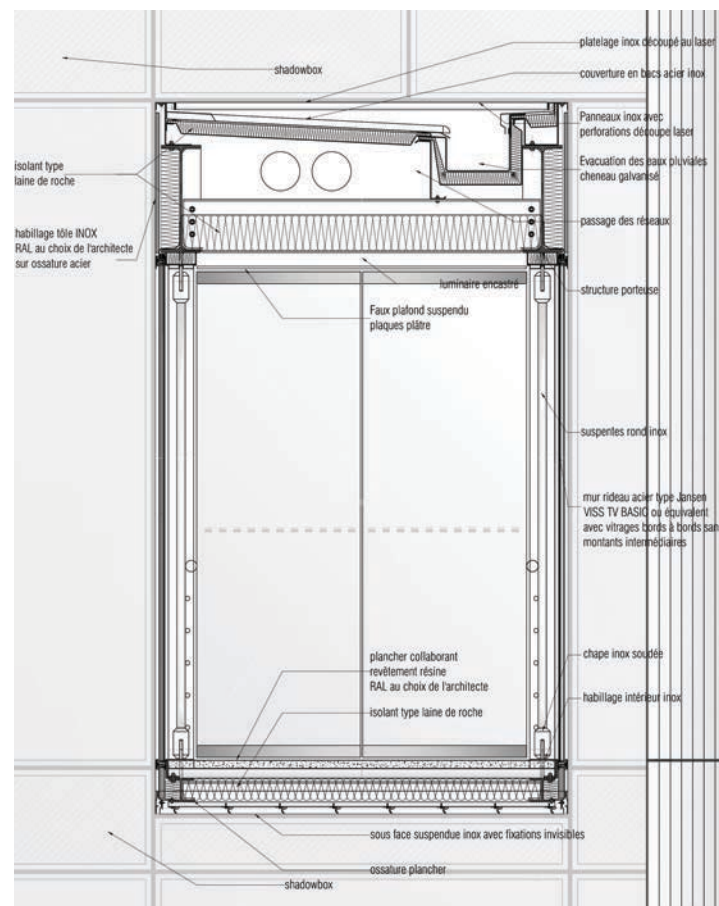 shadowbox
platelage inox découpé au laser
couverture en bacs acier inox
Panneaux inox avec
perforations découpe laser
isolant type
laine de roche
Evacuation des eaux pluviales
cheneau galvanisé
habillage tôle INOX
RAL au choix de l'architecte
sur ossature acier
passage des réseaux
luminaire encastré
structure porteuse
Faux plafond suspendu
plaques plâtre
suspentes rond inox
mur rideau acier type Jansen
VISS TV BASIC ou équivalent
avec vitrages bords à bords san
montants intermédiaires
plancher collaborant
revêtement résine
RAL au choix de l'architecte
chape inox soudée
isolant type laine de roche
habillage intérieur inox
sous face suspendue inox avec fixations invisibles
ossature plancher
shadowbox